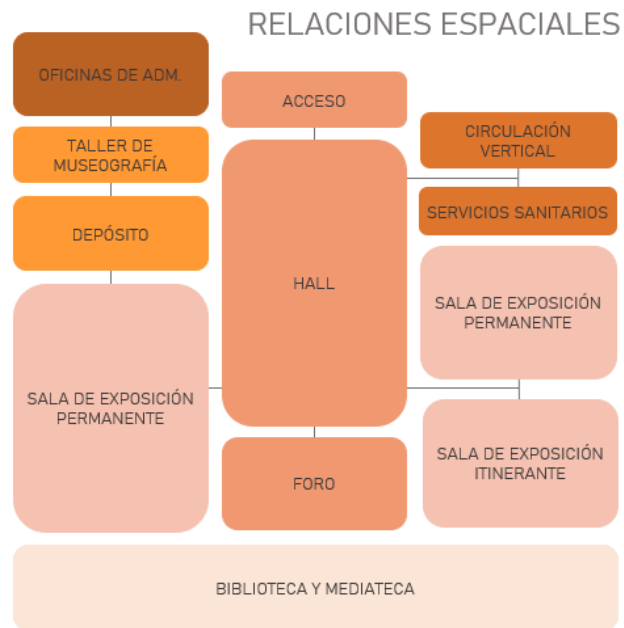 RELACIONES ESPACIALES
OFICINAS DE ADM.
TALLER DE
MUSEOGRAFÍA
DEPÓSITO
SALA DE EXPOSICIÓN
PERMANENTE
ACCESO
HALL
FORO
CIRCULACIÓN
VERTICAL
SERVICIOS SANITARIOS
SALA DE EXPOSICIÓN
PERMANENTE
SALA DE EXPOSICIÓN
ITINERANTE
BIBLIOTECA Y MEDIATECA